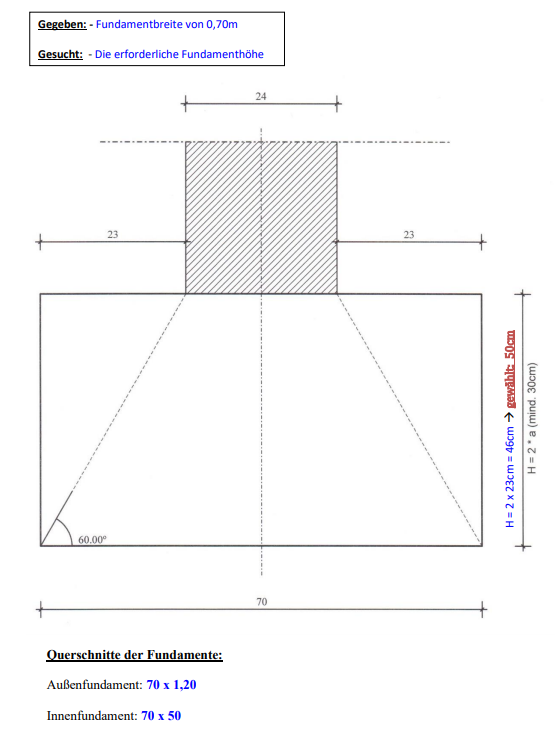 Gegeben: - Fundamentbreite von 0,70m
Gesucht: - Die erforderliche Fundamenthöhe
24
23
23
H = 2 x 23cm = 46cm → gewählt: 50cm
H = 2 * a (mind. 30cm)
60.00°
70
Querschnitte der Fundamente:
Außenfundament: 70 x 1,20
Innenfundament: 70 x 50